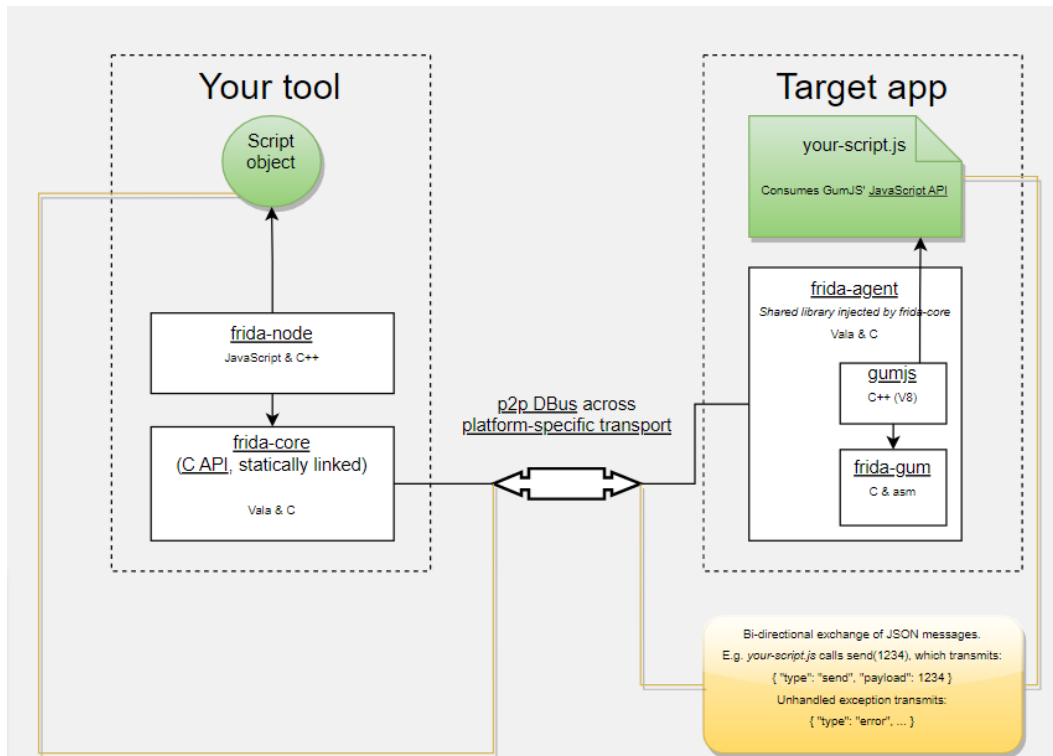 Your tool
Script
object
frida-node
JavaScript & C++
frida-core
(C API, statically linked)
Vala & C
p2p DBus across
platform-specific transport
Target app
your-script.js
Consumes GumJS' JavaScript API
frida-agent
Shared library injected by frida-core
Vala & C
gumjs
C++ (V8)
frida-gum
C & asm
Bi-directional exchange of JSON messages.
E.g. your-script.js calls send(1234), which transmits:
{ "type": "send", "payload": 1234 }
Unhandled exception transmits:
{ "type": "error", ... }